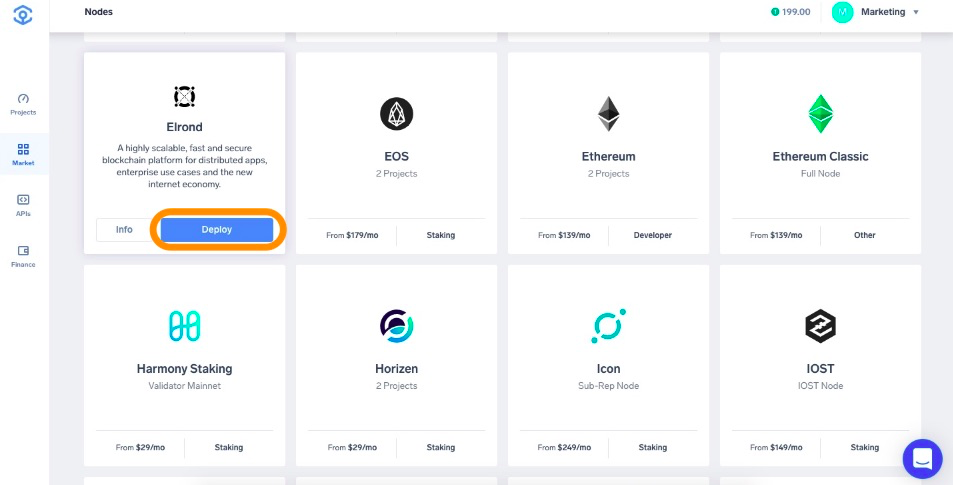 Nodes
199.00
M
Marketing
Projects
Market
APIs
Finance
Elrond
A highly scalable, fast and secure
blockchain platform for distributed apps,
enterprise use cases and the new
internet economy.
Info
Deploy
EOS
2 Projects
From $179/mo
Staking
Ethereum
2 Projects
From $139/mo
Developer
Ethereum Classic
Full Node
From $139/mo
Other
Harmony Staking
Validator Mainnet
From $29/mo
Staking
Horizen
2 Projects
From $29/mo
Staking
Icon
Sub-Rep Node
From $249/mo
Staking
IOST
IOST Node
From $149/mo
Staking